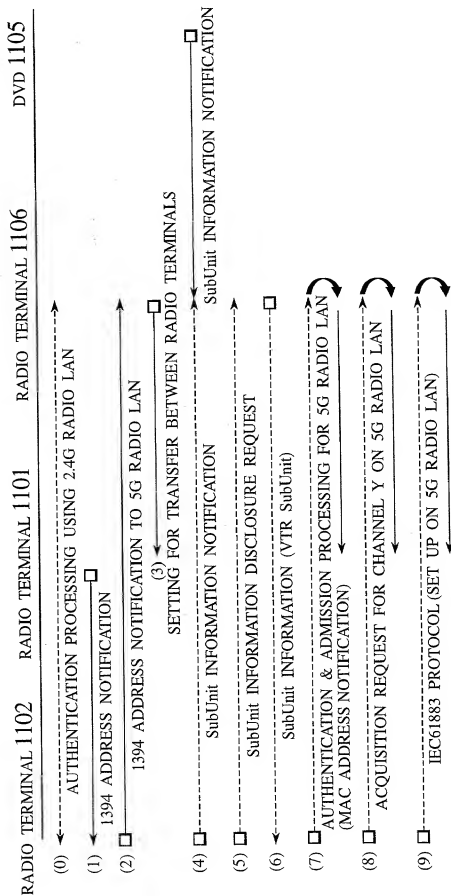 RADIO TERMINAL 1102 RADIO TERMINAL 1101 RADIO TERMINAL 1106 DVD 1105
(0) AUTHENTICATION PROCESSING USING 2.4G RADIO LAN
(1) 1394 ADDRESS NOTIFICATION
(2) 1394 ADDRESS NOTIFICATION TO 5G RADIO LAN
(3) SETTING FOR TRANSFER BETWEEN RADIO TERMINALS
(4) SubUnit INFORMATION NOTIFICATION SubUnit INFORMATION NOTIFICATION
(5) SubUnit INFORMATION DISCLOSURE REQUEST
(6) SubUnit INFORMATION (VTR SubUnit)
(7) AUTHENTICATION & ADMISSION PROCESSING FOR 5G RADIO LAN
(MAC ADDRESS NOTIFICATION)
(8) ACQUISITION REQUEST FOR CHANNEL Y ON 5G RADIO LAN
(9) IEC61883 PROTOCOL (SET UP ON 5G RADIO LAN)